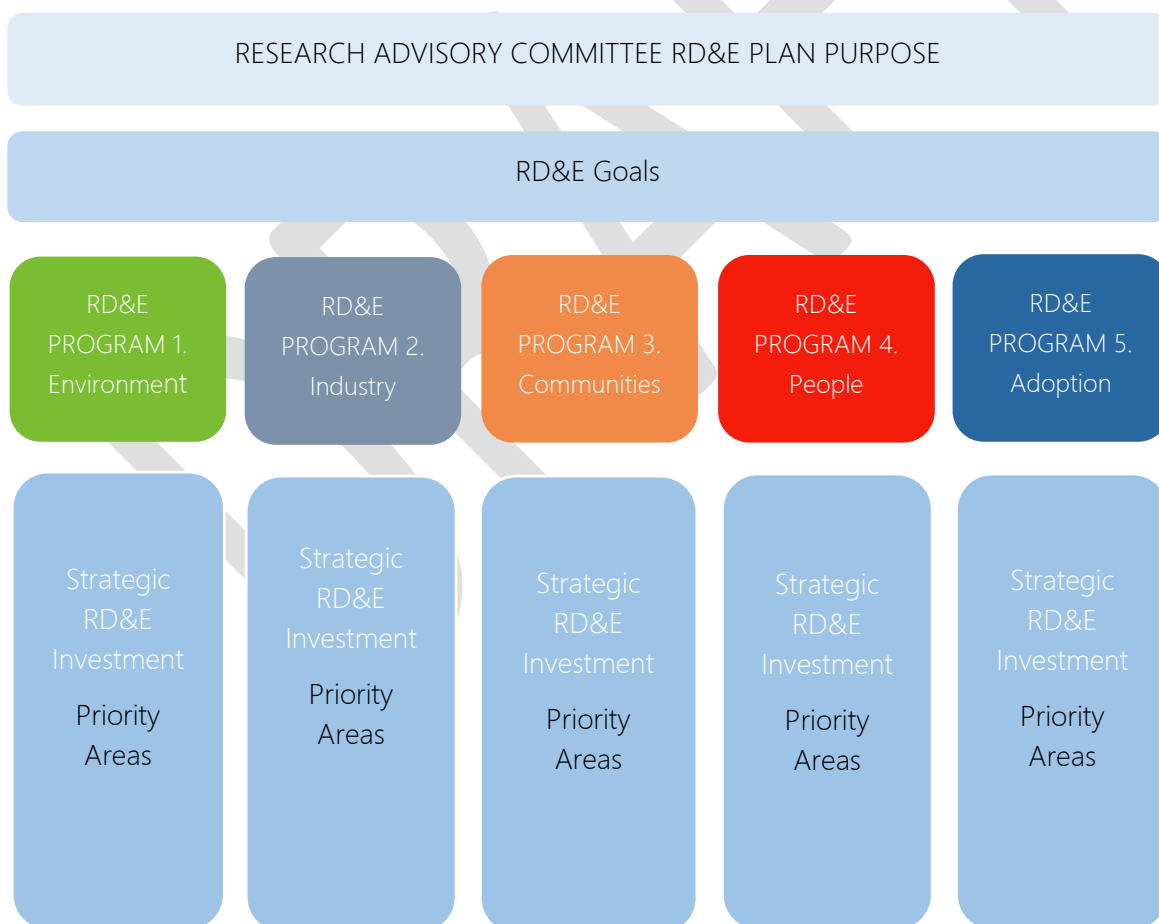 RESEARCH ADVISORY COMMITTEE RD&E PLAN PURPOSE
RD&E Goals
RD&E
PROGRAM 1.
Environment
RD&E
PROGRAM 2.
Industry
RD&E
PROGRAM 3.
Communities
RD&E
PROGRAM 4.
People
RD&E
PROGRAM 5.
Adoption
Strategic
RD&E
Investment
Priority
Areas
Strategic
RD&E
Investment
Priority
Areas
Strategic
RD&E
Investment
Priority
Areas
Strategic
RD&E
Investment
Priority
Areas
Strategic
RD&E
Investment
Priority
Areas